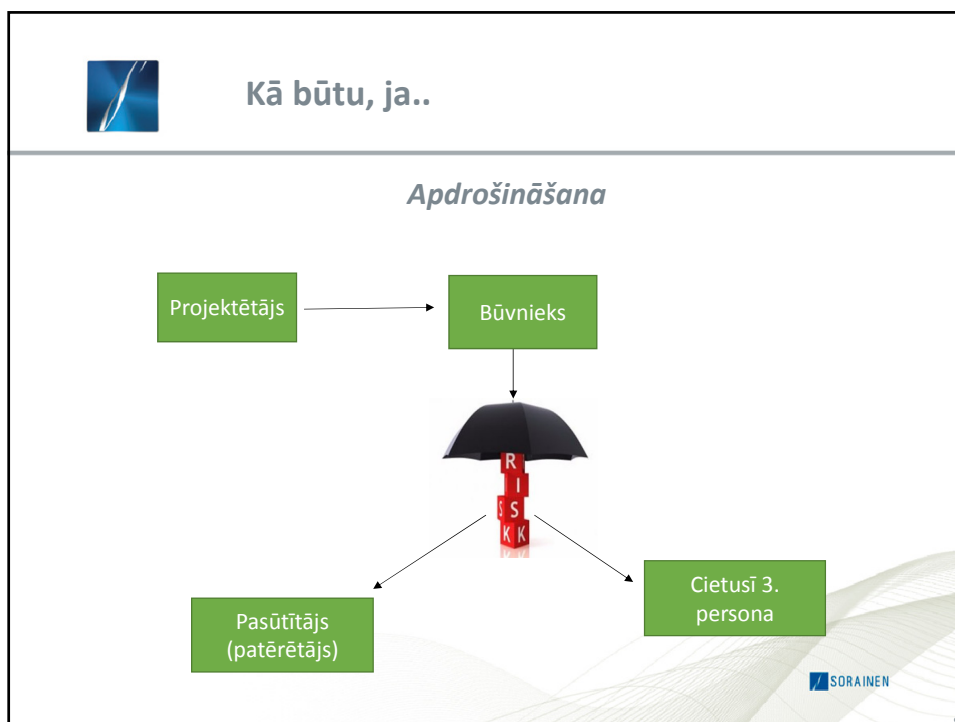 Kā būtu, ja..
Apdrošināšana
Projektētājs
Būvnieks
R
I
S S
K K
Pasūtītājs
(patērētājs)
Cietusī 3.
persona
SORAINEN